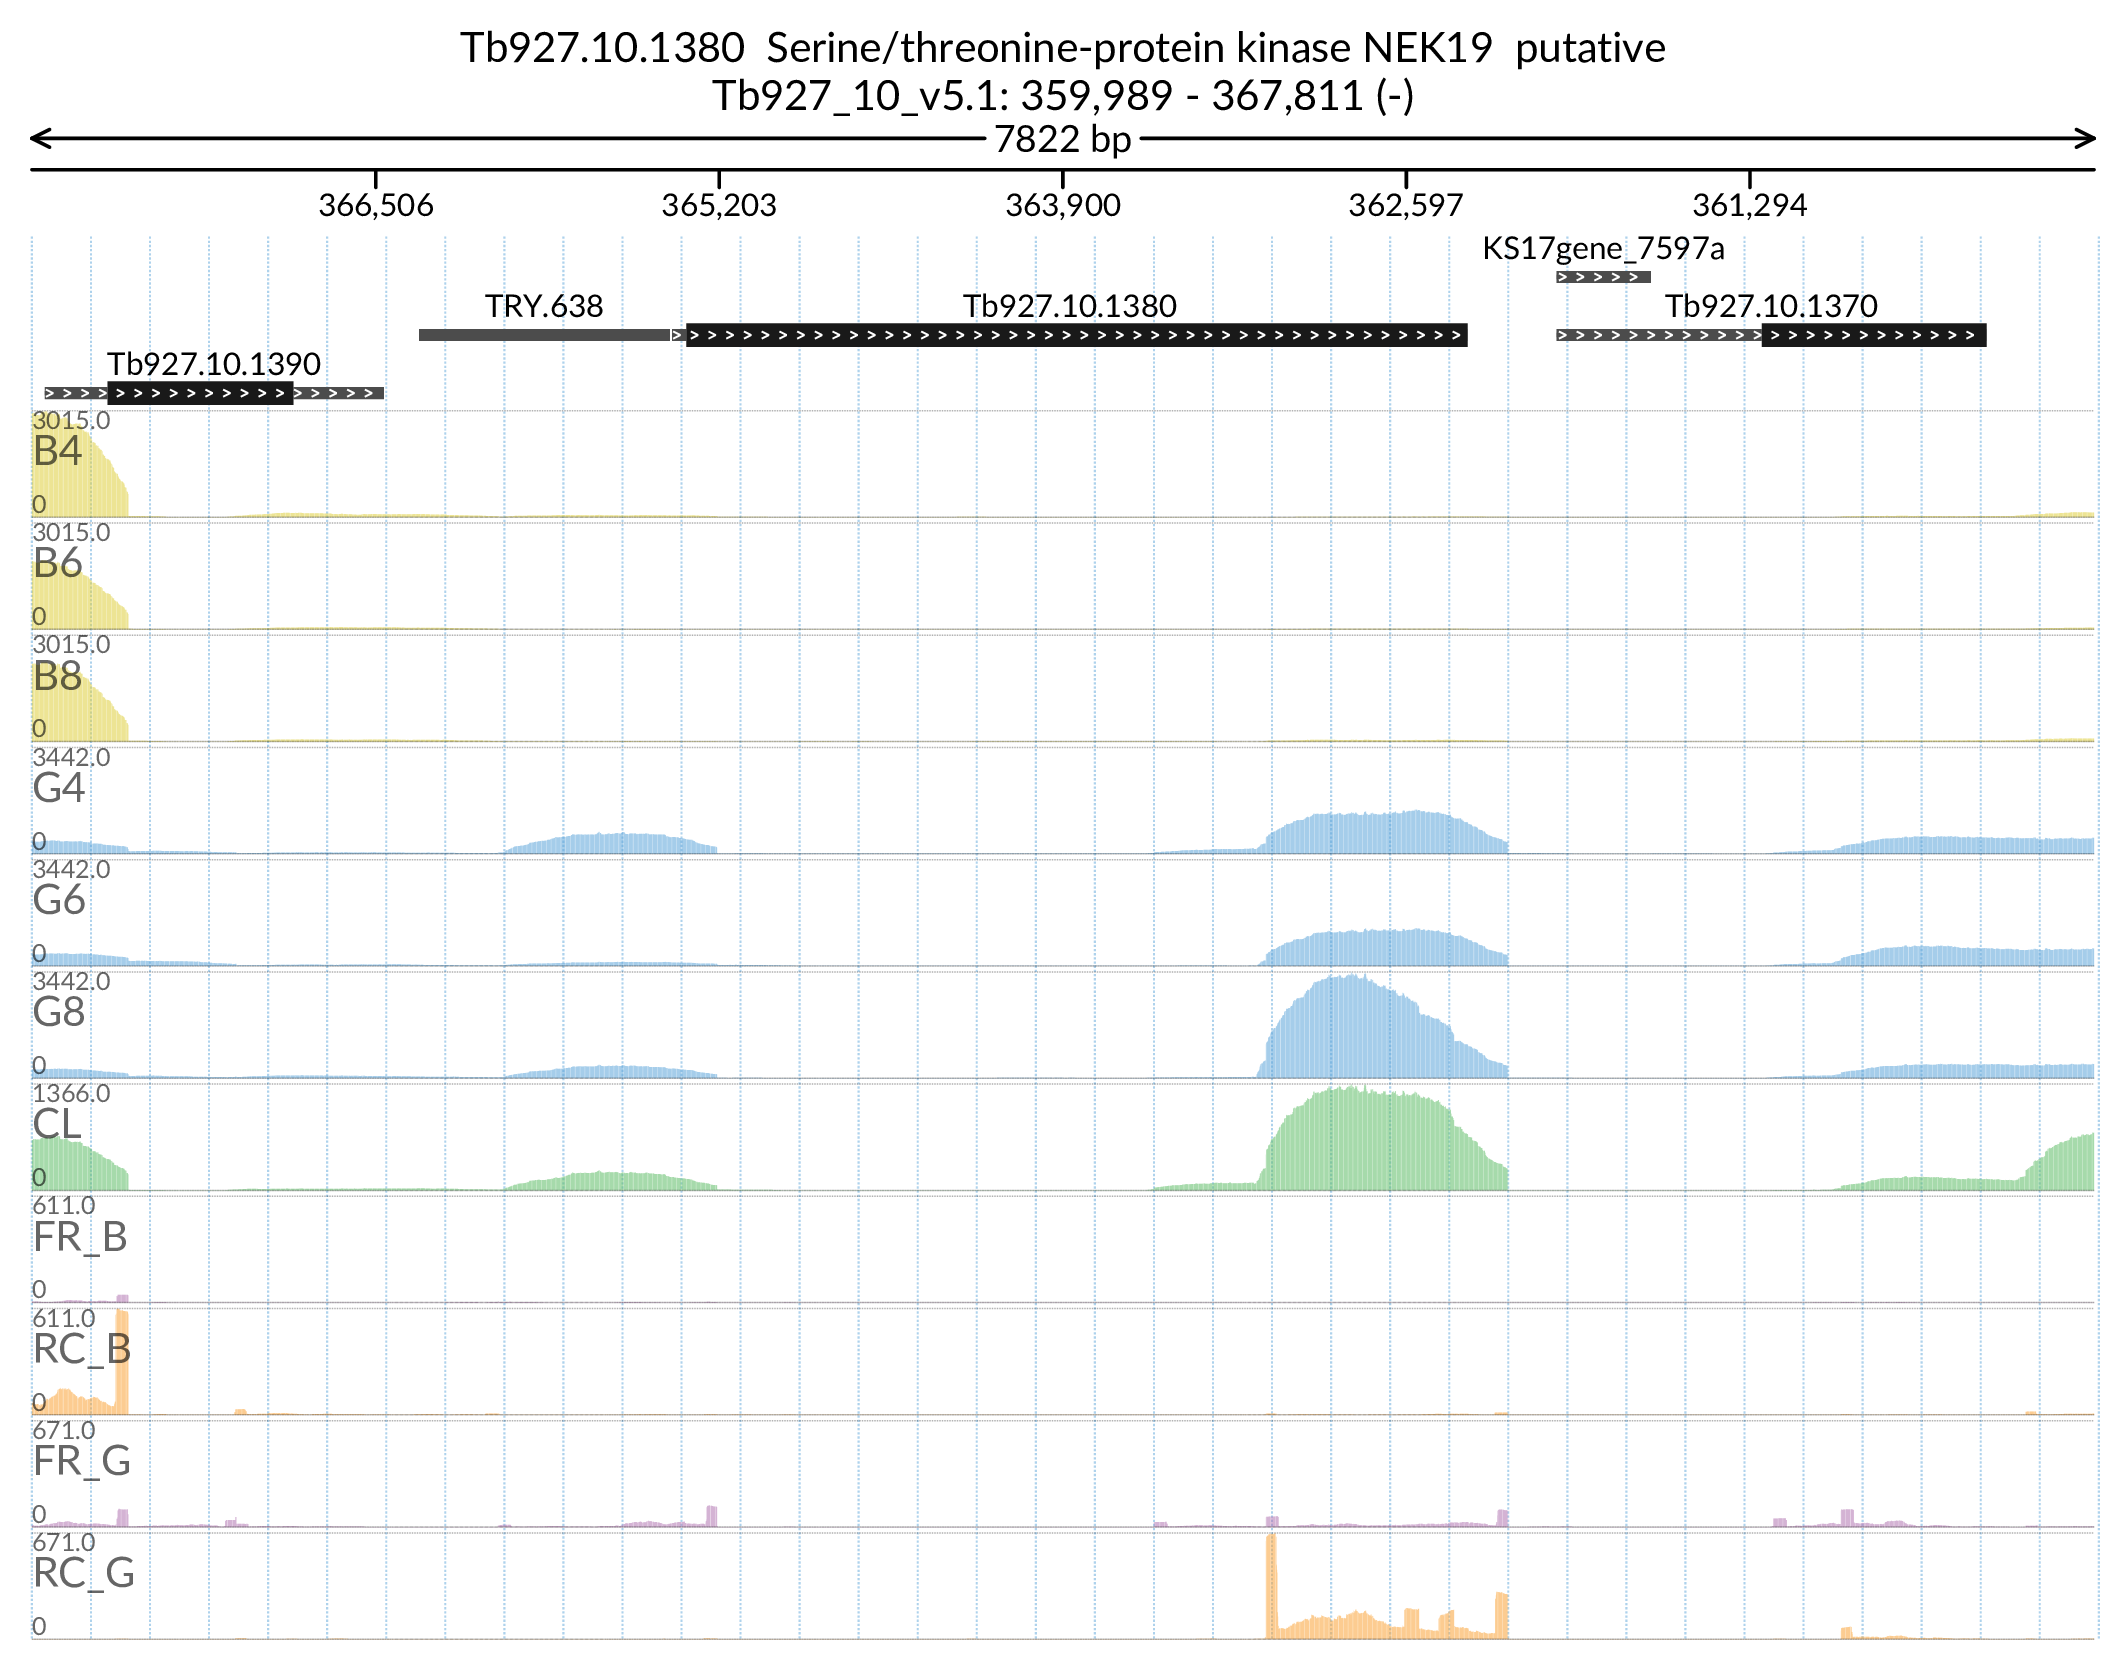 Tb927.10.1380  Serine/threonine-protein kinase NEK19  putative
Tb927_10_v5.1: 359,989 - 367,811 (-)
7822 bp
366,506 365,203 363,900 362,597 361,294
KS17gene_7597a
TRY.638 Tb927.10.1380 Tb927.10.1370
Tb927.10.1390
3015.0
B4
0
3015.0
B6
0
3015.0
B8
0
3442.0
G4
0
3442.0
G6
0
3442.0
G8
0
1366.0
CL
0
611.0
FR_B
0
611.0
RC_B
0
671.0
FR_G
0
671.0
RC_G
0